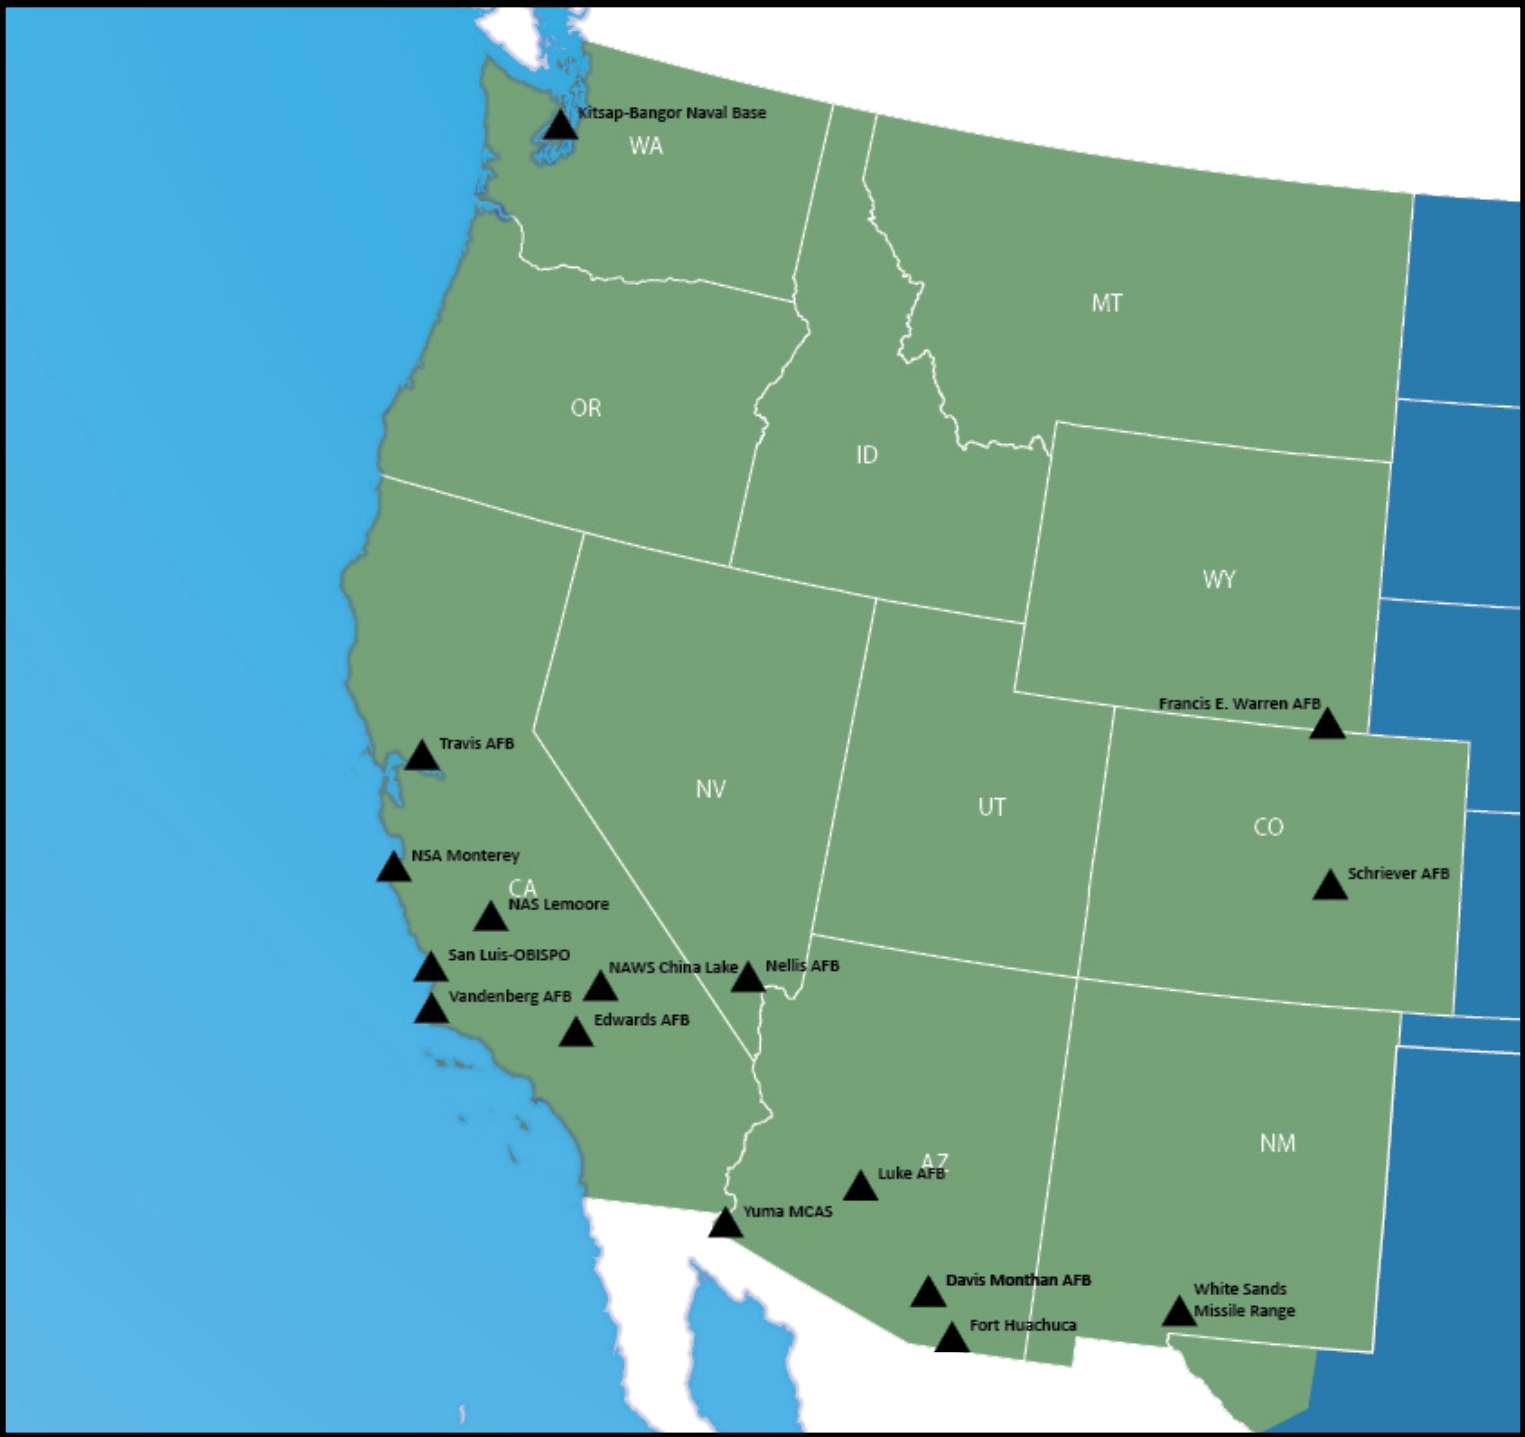 Kitsap-Bangor Naval Base
WA
MT
OR
ID
WY
Francis E. Warren AFB
Travis AFB
NV
UT
CO
NSA Monterey
Schriever AFB
CA
NAS Lemoore
San Luis-OBISPO
NAWS China Lake
Nellis AFB
Vandenberg AFB
Edwards AFB
NM
AZ
Luke AFB
Yuma MCAS
Davis Monthan AFB
White Sands
Missile Range
Fort Huachuca